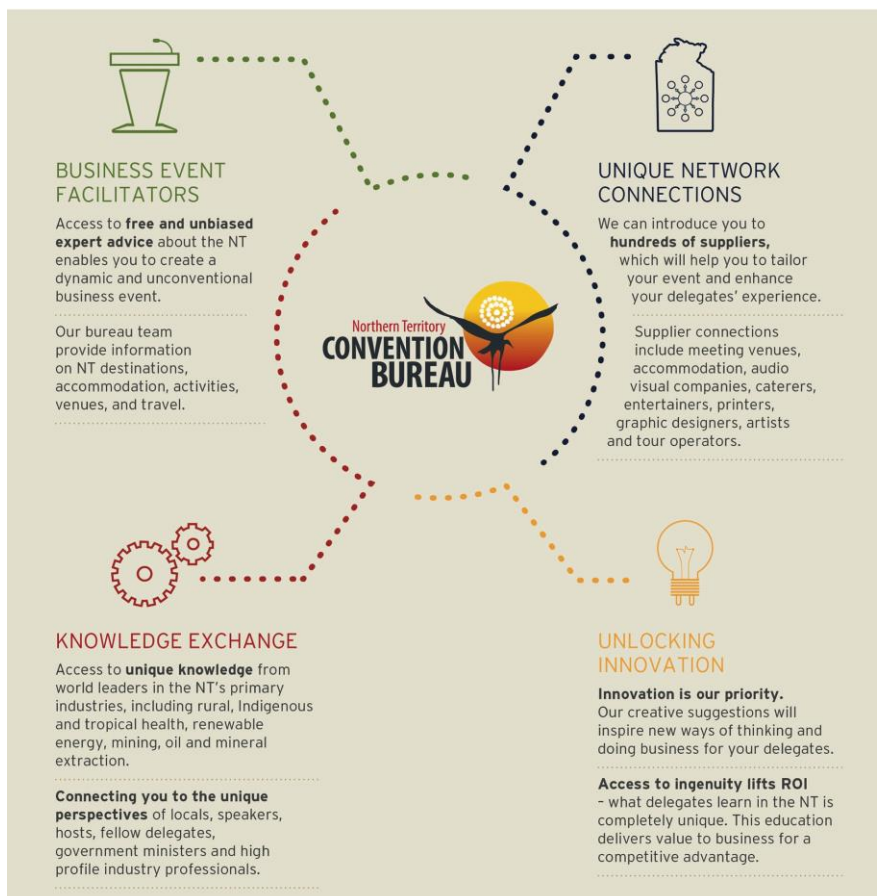 BUSINESS EVENT
FACILITATORS
Access to free and unbiased
expert advice about the NT
enables you to create a
dynamic and unconventional
business event.
Our bureau team
provide information
on NT destinations,
accommodation, activities,
venues, and travel.
UNIQUE NETWORK
CONNECTIONS
We can introduce you to
hundreds of suppliers,
which will help you to tailor
your event and enhance
your delegates' experience.
Supplier connections
include meeting venues,
accommodation, audio
visual companies, caterers,
entertainers, printers,
graphic designers, artists
and tour operators.
Northern Territory
CONVENTION
BUREAU
KNOWLEDGE EXCHANGE
Access to unique knowledge from
world leaders in the NT's primary
industries, including rural, Indigenous
and tropical health, renewable
energy, mining, oil and mineral
extraction.
Connecting you to the unique
perspectives of locals, speakers,
hosts, fellow delegates,
government ministers and high
profile industry professionals.
UNLOCKING
INNOVATION
Innovation is our priority.
Our creative suggestions will
inspire new ways of thinking and
doing business for your delegates.
Access to ingenuity lifts ROI
– what delegates learn in the NT is
completely unique. This education
delivers value to business for a
competitive advantage.